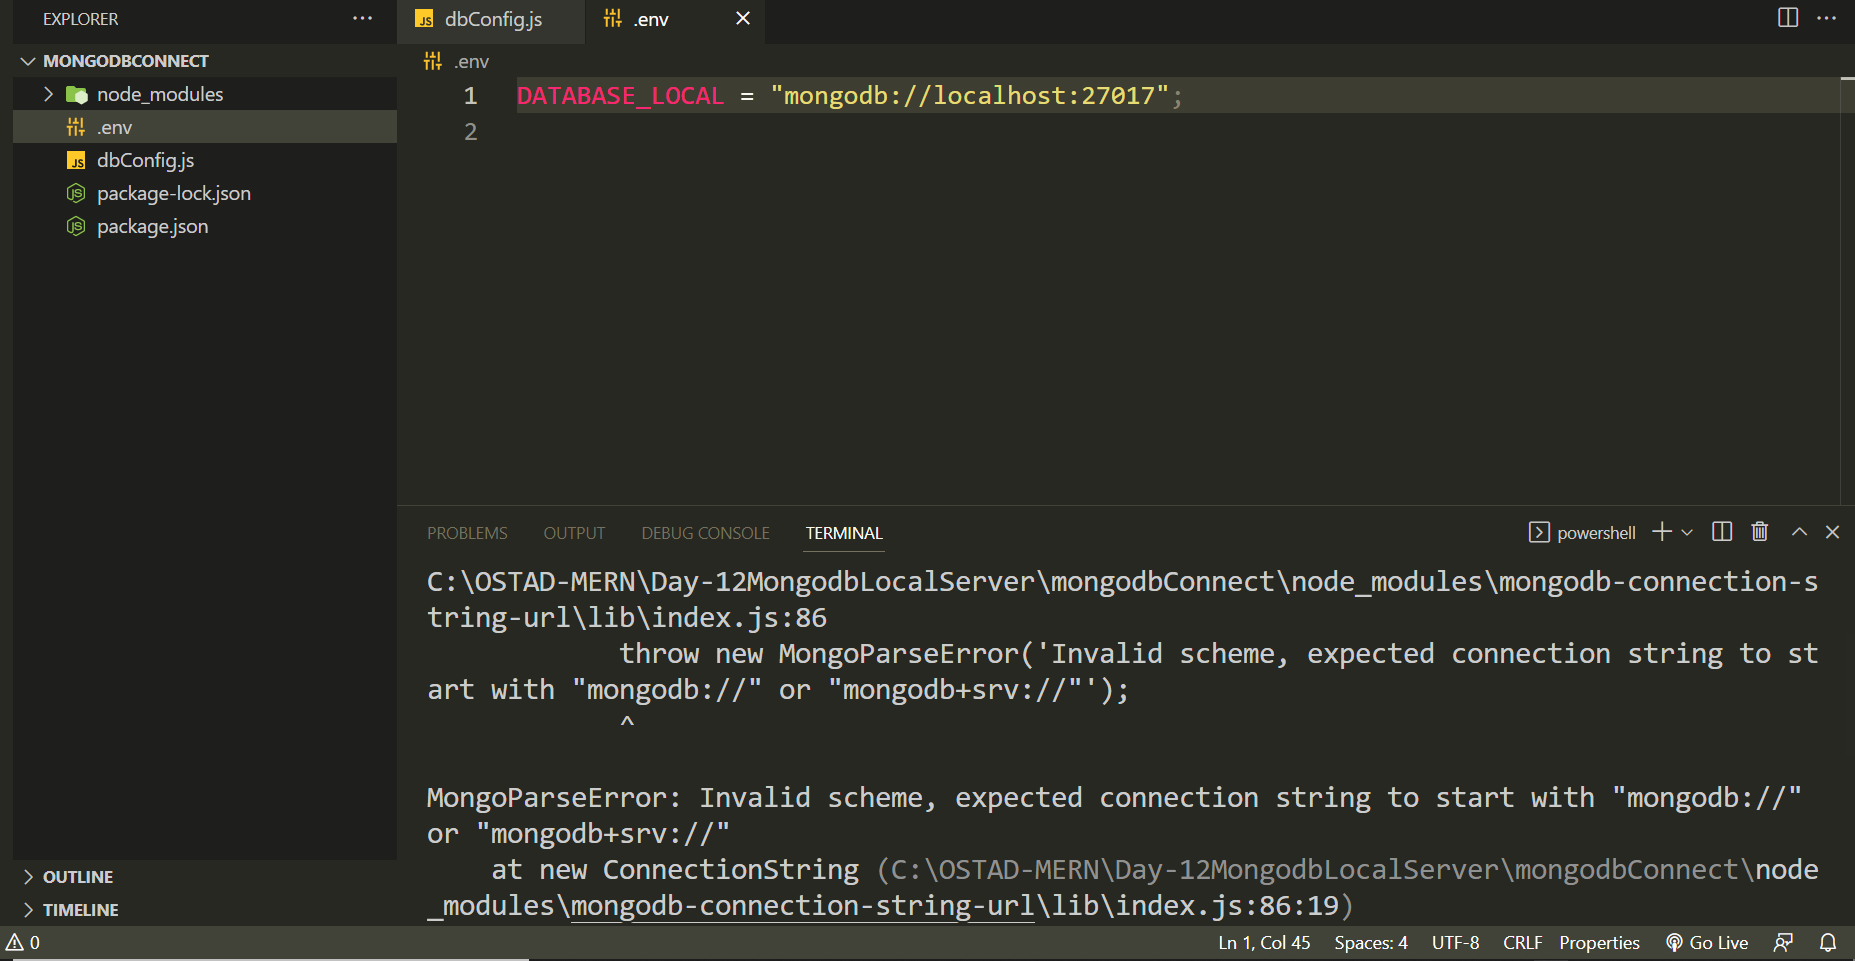 EXPLORER
MONGODBCONNECT
node_modules
.env
dbConfig.js
package-lock.json
package.json
OUTLINE
TIMELINE
dbConfig.js
.env
.env
1 DATABASE_LOCAL = "mongodb://localhost:27017";
2
PROBLEMS OUTPUT DEBUG CONSOLE TERMINAL powershell
C:\OSTAD-MERN\Day-12MongodbLocalServer\mongodbConnect\node_modules\mongodb-connection-s
tring-url\lib\index.js:86
throw new MongoParseError('Invalid scheme, expected connection string to st
art with "mongodb://" or "mongodb+srv://"');
^
MongoParseError: Invalid scheme, expected connection string to start with "mongodb://"
or "mongodb+srv://"
at new ConnectionString (C:\OSTAD-MERN\Day-12MongodbLocalServer\mongodbConnect\node
_modules\mongodb-connection-string-url\lib\index.js:86:19)
0 Ln 1, Col 45 Spaces: 4 UTF-8 CRLF Properties Go Live